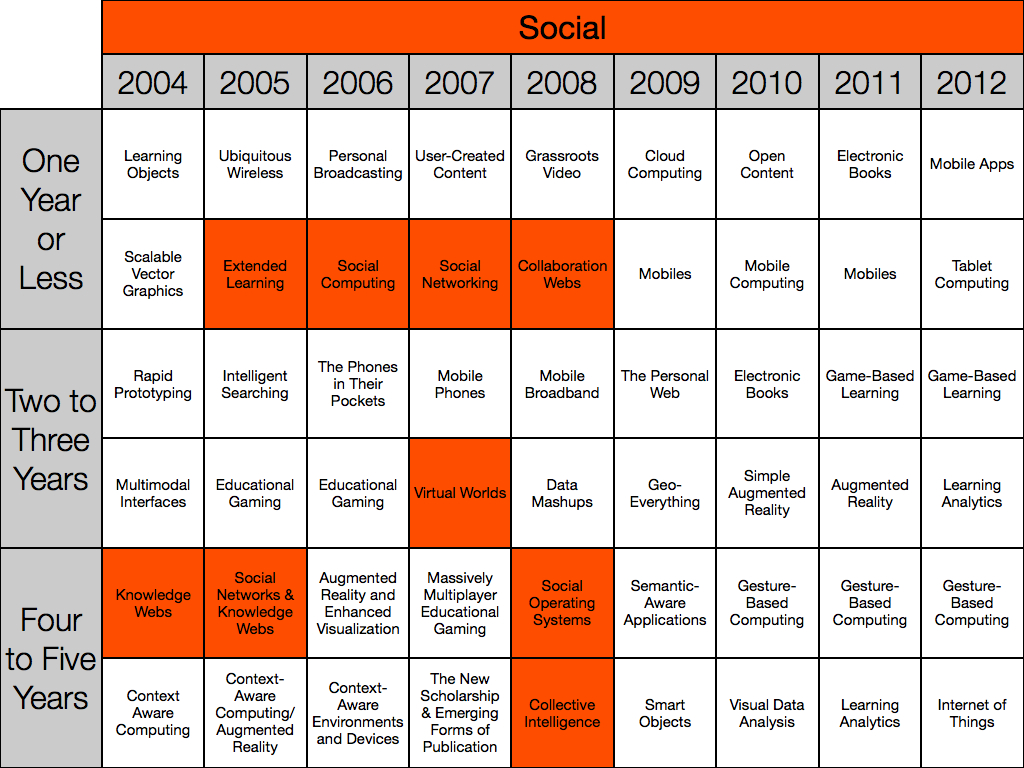 Social
2004 2005 2006 2007 2008 2009 2010 2011 2012
One
Year
or
Less
Learning
Objects
Ubiquitous
Wireless
Personal
Broadcasting
User-Created
Content
Grassroots
Video
Cloud
Computing
Open
Content
Electronic
Books
Mobile Apps
Scalable
Vector
Graphics
Extended
Learning
Social
Computing
Social
Networking
Collaboration
Webs
Mobiles
Mobile
Computing
Mobiles
Tablet
Computing
Two to
Three
Years
Rapid
Prototyping
Intelligent
Searching
The Phones
in Their
Pockets
Mobile
Phones
Mobile
Broadband
The Personal
Web
Electronic
Books
Game-Based
Learning
Game-Based
Learning
Multimodal
Interfaces
Educational
Gaming
Educational
Gaming
Virtual Worlds
Data
Mashups
Geo-
Everything
Simple
Augmented
Reality
Augmented
Reality
Learning
Analytics
Four
to Five
Years
Knowledge
Webs
Social
Networks &
Knowledge
Webs
Augmented
Reality and
Enhanced
Visualization
Massively
Multiplayer
Educational
Gaming
Social
Operating
Systems
Semantic-
Aware
Applications
Gesture-
Based
Computing
Gesture-
Based
Computing
Gesture-
Based
Computing
Context
Aware
Computing
Context-
Aware
Computing/
Augmented
Reality
Context-
Aware
Environments
and Devices
The New
Scholarship
& Emerging
Forms of
Publication
Collective
Intelligence
Smart
Objects
Visual Data
Analysis
Learning
Analytics
Internet of
Things